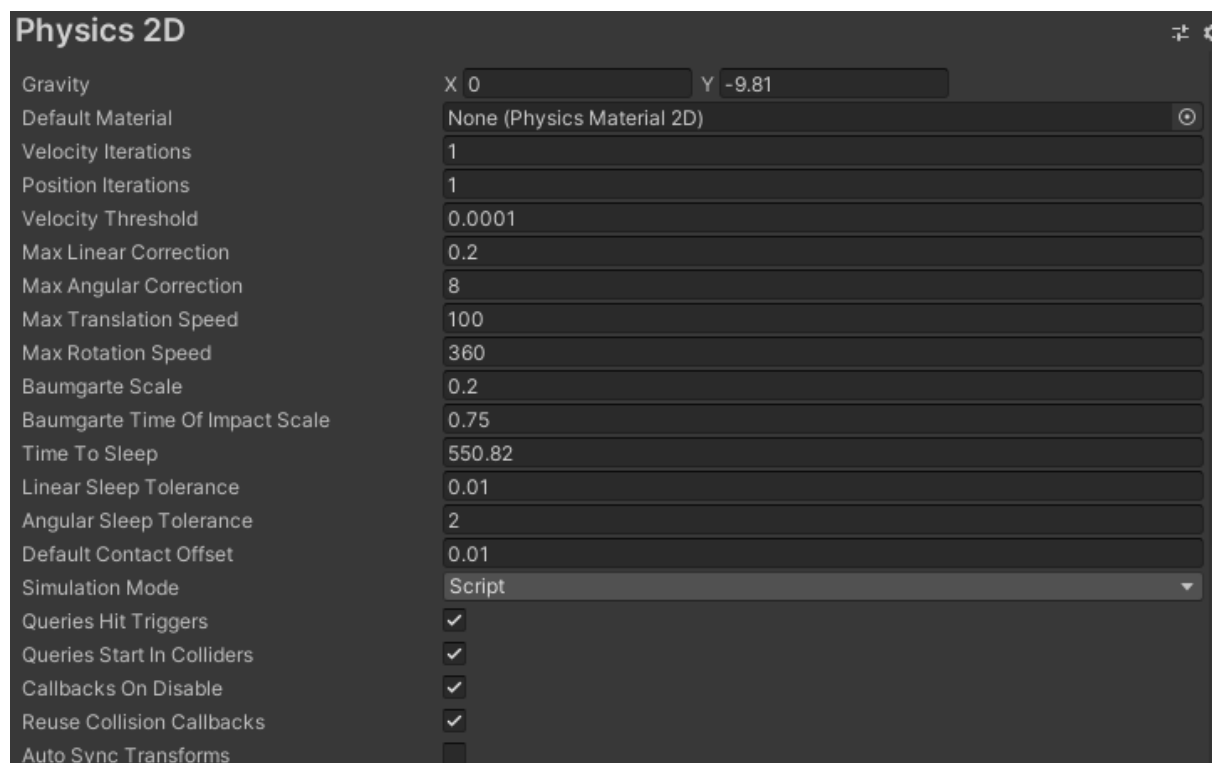 Physics 2D
Gravity X 0 Y -9.81
Default Material None (Physics Material 2D)
Velocity Iterations 1
Position Iterations 1
Velocity Threshold 0.0001
Max Linear Correction 0.2
Max Angular Correction 8
Max Translation Speed 100
Max Rotation Speed 360
Baumgarte Scale 0.2
Baumgarte Time Of Impact Scale 0.75
Time To Sleep 550.82
Linear Sleep Tolerance 0.01
Angular Sleep Tolerance 2
Default Contact Offset 0.01
Simulation Mode Script
Queries Hit Triggers
Queries Start In Colliders
Callbacks On Disable
Reuse Collision Callbacks
Auto Sync Transforms